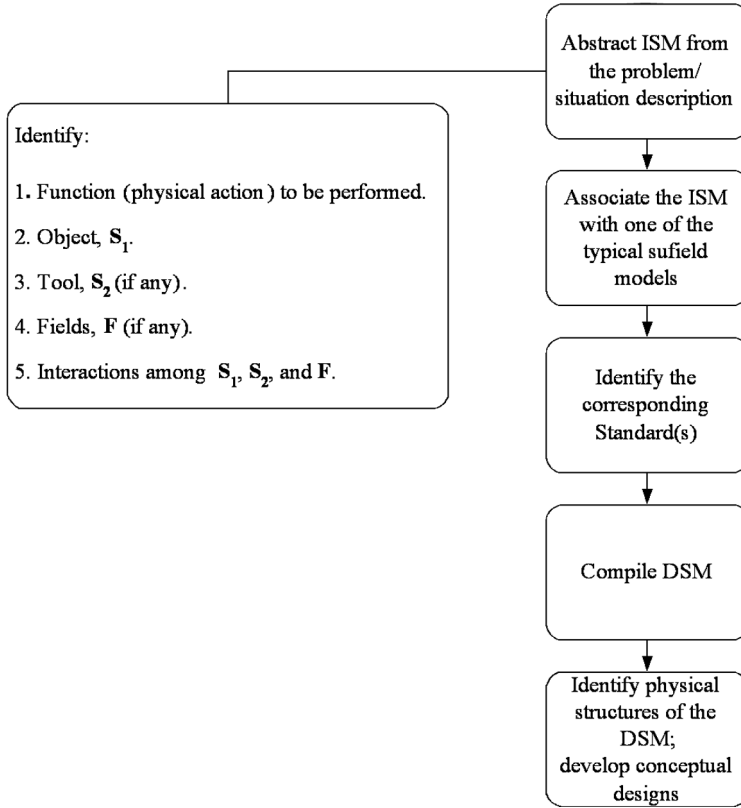 Abstract ISM from
the problem/
situation description
Identify:
1. Function (physical action) to be performed.
2. Object, S₁.
3. Tool, S₂ (if any).
4. Fields, F (if any).
5. Interactions among S₁, S₂, and F.
Associate the ISM
with one of the
typical sufield
models
Identify the
corresponding
Standard(s)
Compile DSM
Identify physical
structures of the
DSM;
develop conceptual
designs